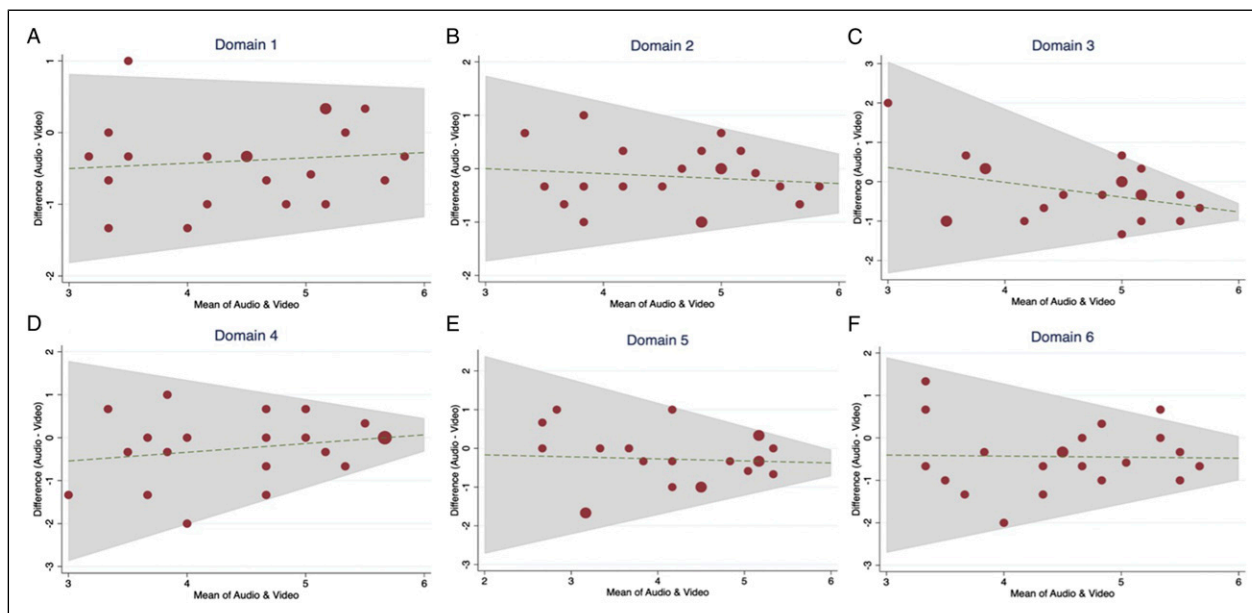 A
Domain 1
Difference (Audio - Video)
1
0
-1
-2
3
4
5
6
Mean of Audio & Video
B
Domain 2
Difference (Audio - Video)
2
1
0
-1
-2
3
4
5
6
Mean of Audio & Video
C
Domain 3
Difference (Audio - Video)
3
2
1
0
-1
-2
3
4
5
6
Mean of Audio & Video
D
Domain 4
Difference (Audio - Video)
2
1
0
-1
-2
-3
3
4
5
6
Mean of Audio & Video
E
Domain 5
Difference (Audio - Video)
2
1
0
-1
-2
-3
2
3
4
5
6
Mean of Audio & Video
F
Domain 6
Difference (Audio - Video)
2
1
0
-1
-2
-3
3
4
5
6
Mean of Audio & Video